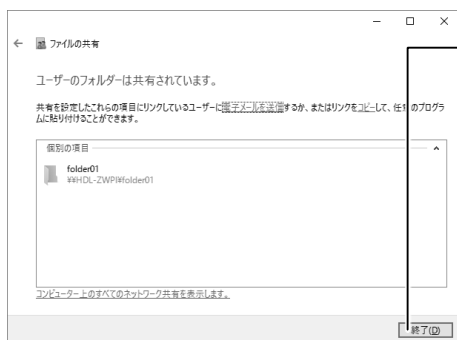 ファイルの共有
ユーザーのフォルダーは共有されています。
共有を設定したこれらの項目にリンクしているユーザーに電子メールを送信するか、またはリンクをコピーして、任意のプログラ
ムに貼り付けることができます。
個別の項目
folder01
¥¥HDL-ZWPI¥folder01
コンピューター上のすべてのネットワーク共有を表示します。
終了(D)